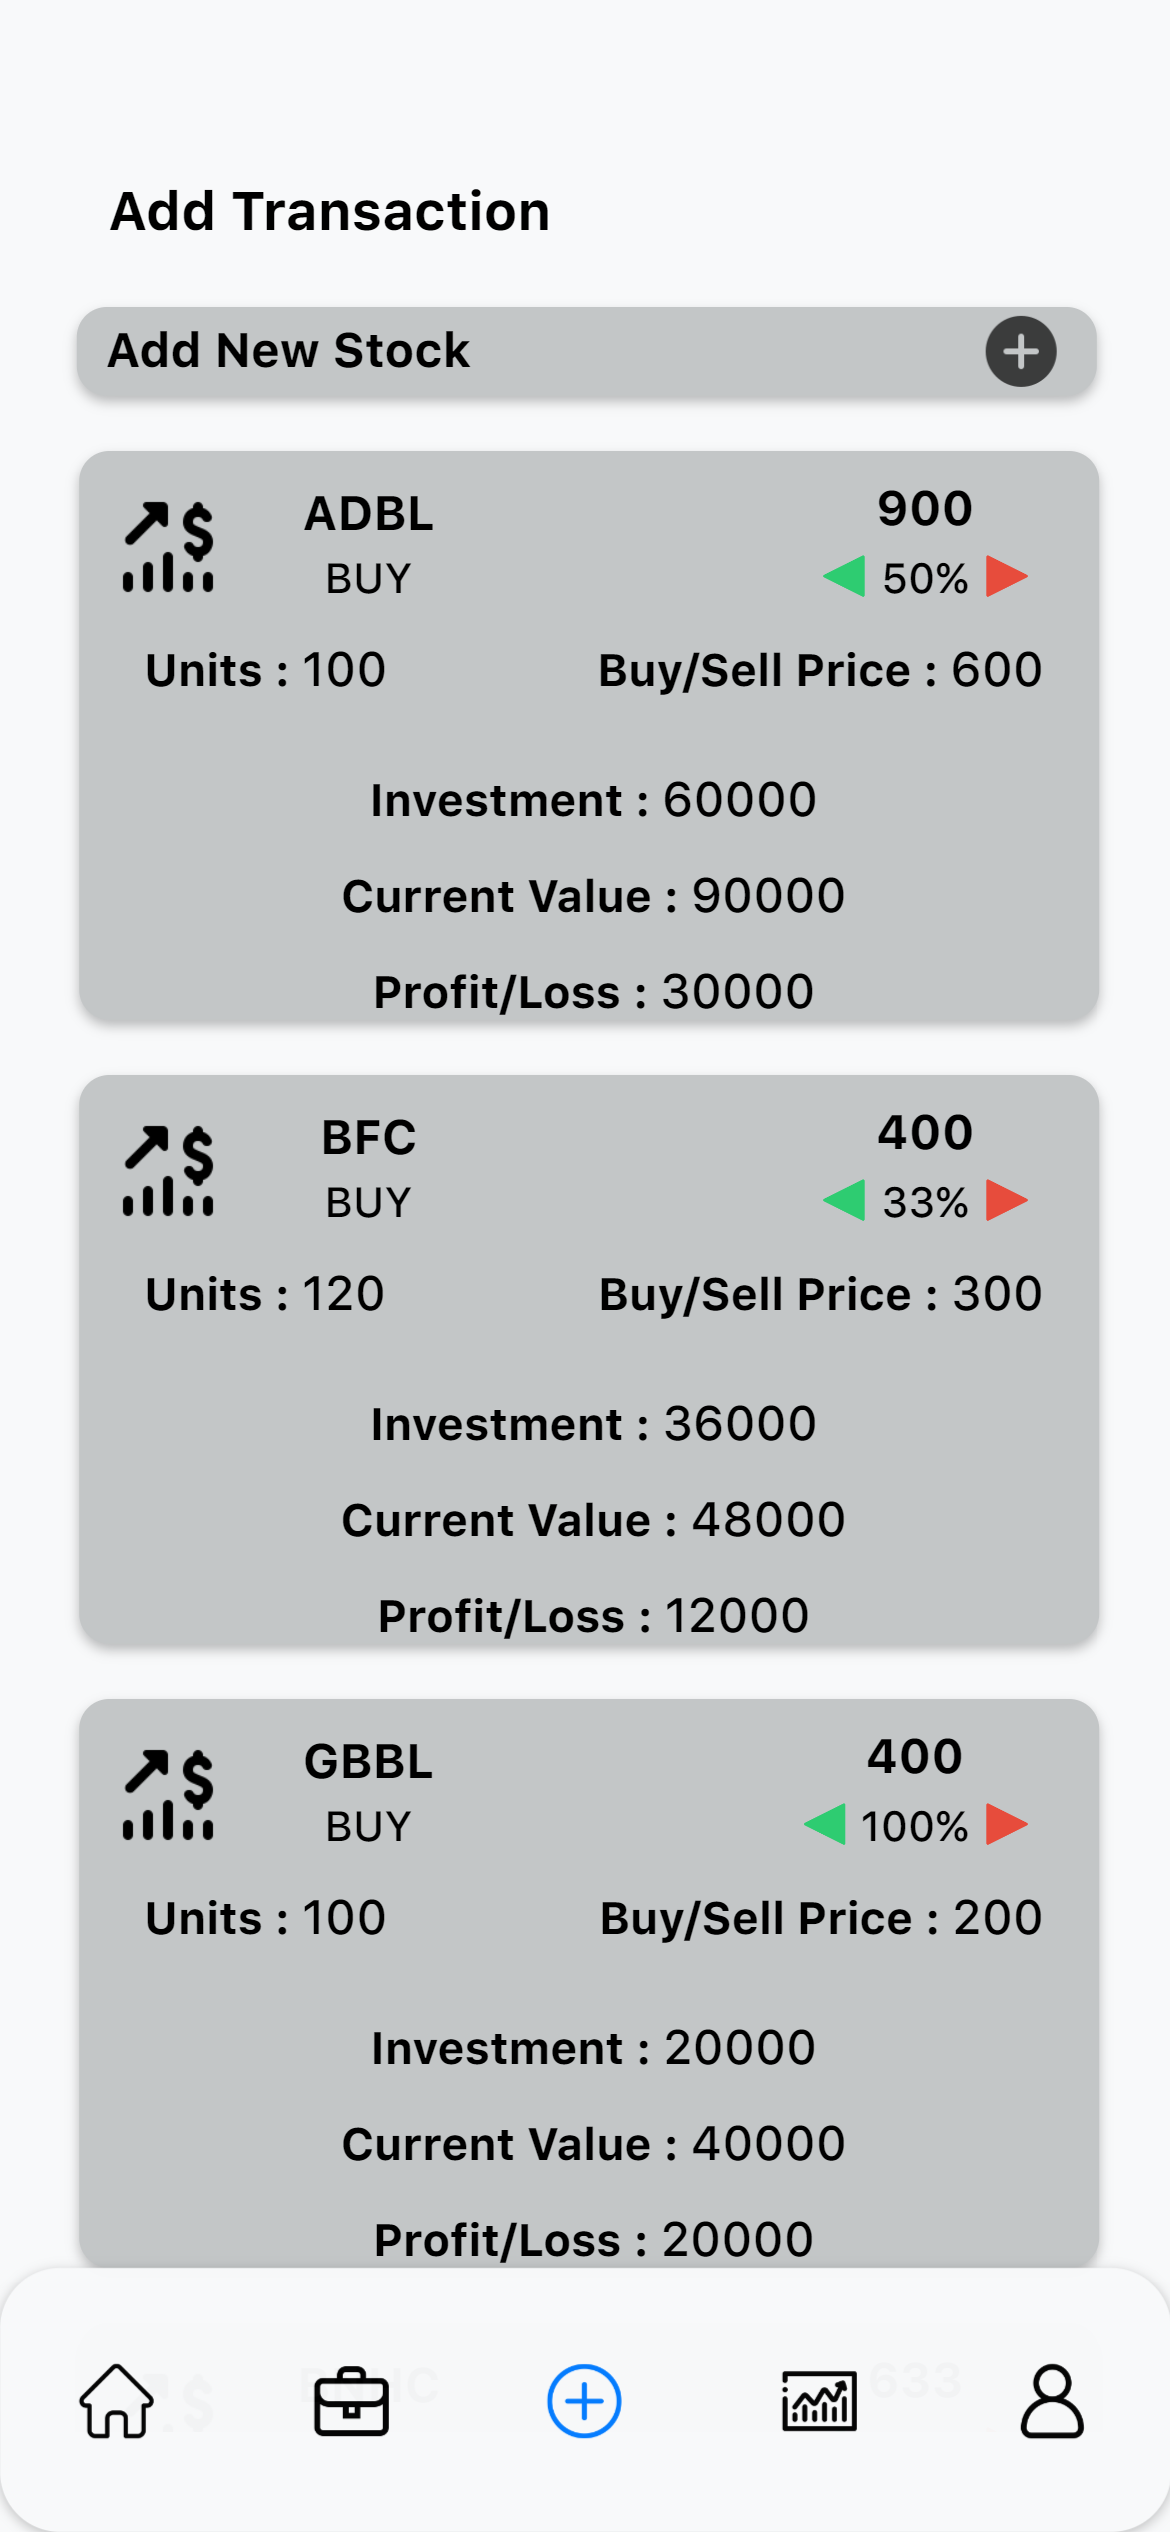 Add Transaction
Add New Stock
ADBL
900
BUY
50%
Units : 100
Buy/Sell Price : 600
Investment : 60000
Current Value : 90000
Profit/Loss : 30000
BFC
400
BUY
33%
Units : 120
Buy/Sell Price : 300
Investment : 36000
Current Value : 48000
Profit/Loss : 12000
GBBL
400
BUY
100%
Units : 100
Buy/Sell Price : 200
Investment : 20000
Current Value : 40000
Profit/Loss : 20000
633